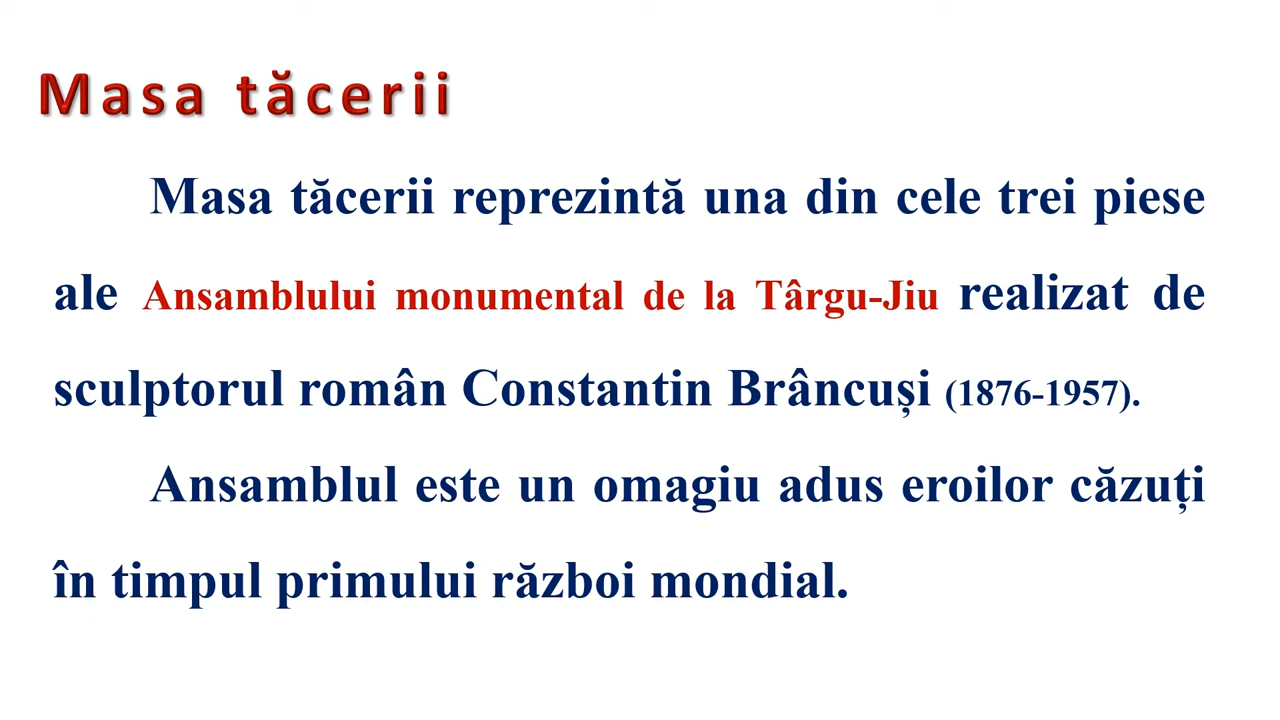 Masa tăcerii
Masa tăcerii reprezintă una din cele trei piese
ale Ansamblului monumental de la Târgu-Jiu realizat de
sculptorul român Constantin Brâncuși (1876-1957).
Ansamblul este un omagiu adus eroilor căzuți
în timpul primului război mondial.